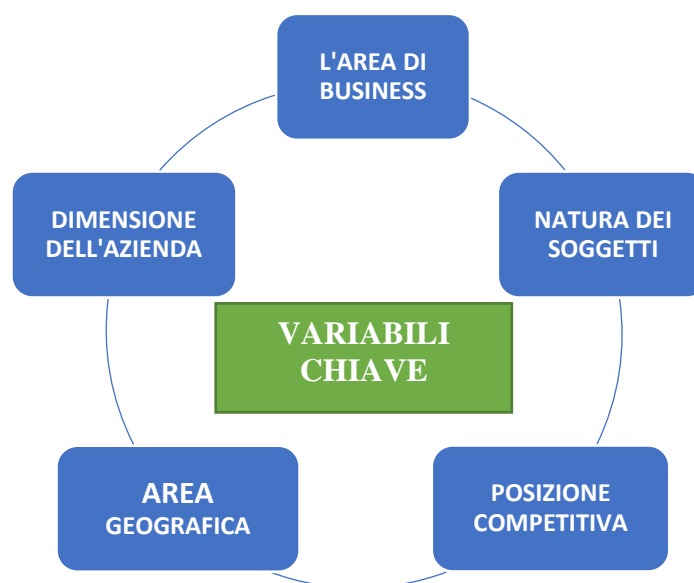 L'AREA DI
BUSINESS
DIMENSIONE
DELL'AZIENDA
NATURA DEI
SOGGETTI
VARIABILI
CHIAVE
AREA
GEOGRAFICA
POSIZIONE
COMPETITIVA